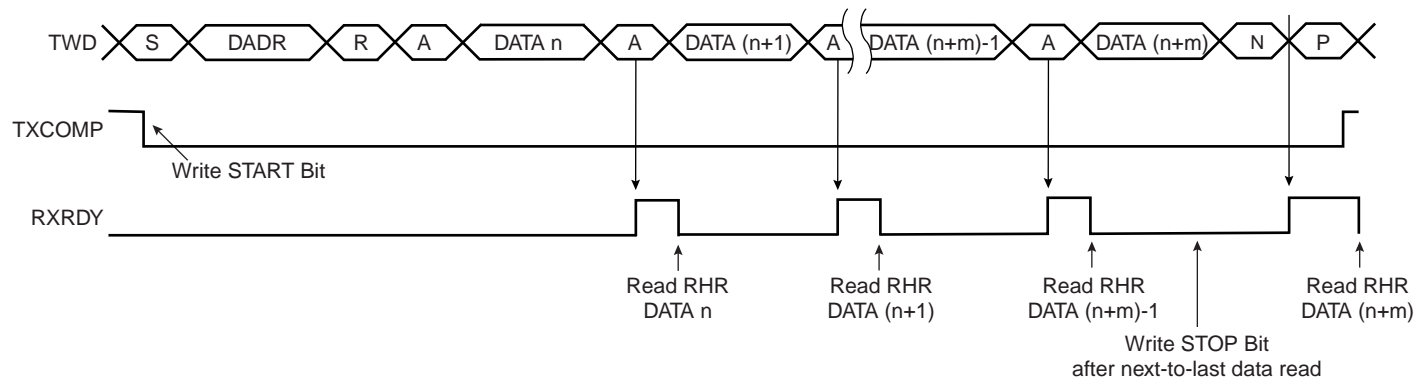 TWD S DADR R A DATA n A DATA (n+1) A DATA (n+m)-1 A DATA (n+m) N P
TXCOMP
Write START Bit
RXRDY
Read RHR
DATA n
Read RHR
DATA (n+1)
Read RHR
DATA (n+m)-1
Read RHR
DATA (n+m)
Write STOP Bit
after next-to-last data read